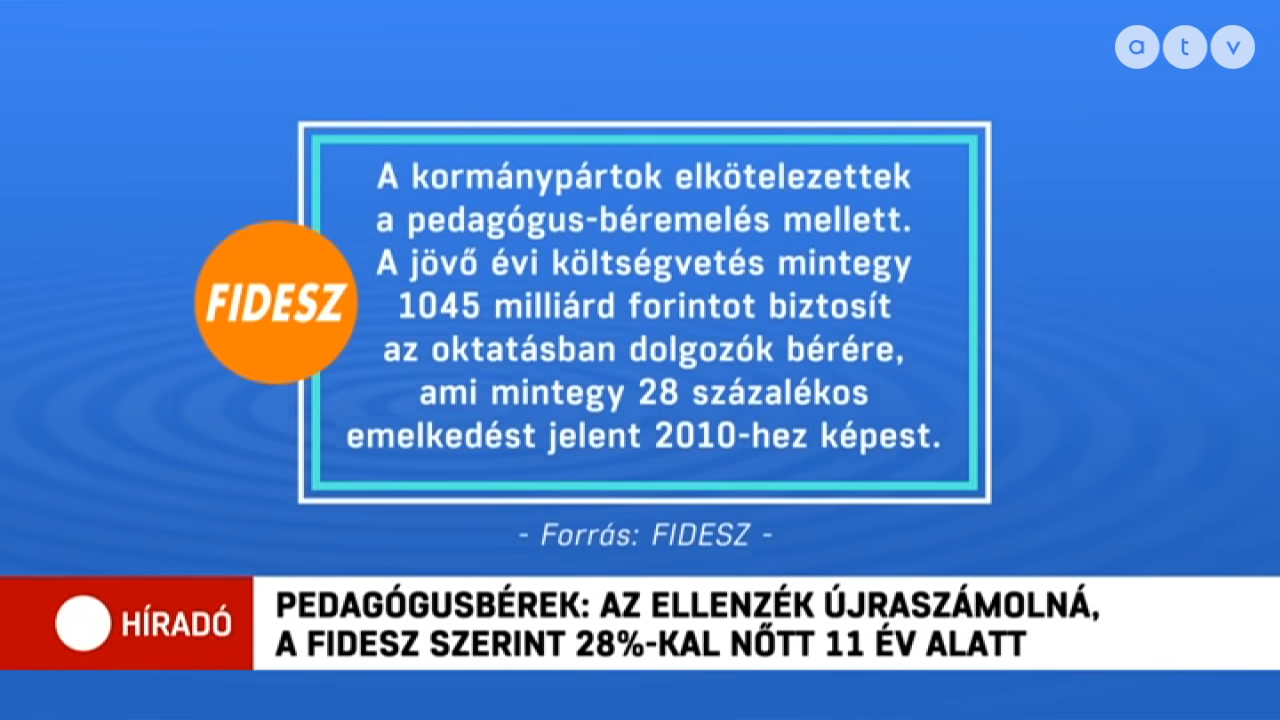 a t v
A kormánypártok elkötelezettek
a pedagógus-béremelés mellett.
A jövő évi költségvetés mintegy
1045 milliárd forintot biztosít
az oktatásban dolgozók bérére,
ami mintegy 28 százalékos
emelkedést jelent 2010-hez képest.
FIDESZ
- Forrás: FIDESZ -
HÍRADÓ
PEDAGÓGUSBÉREK: AZ ELLENZÉK ÚJRASZÁMOLNÁ,
A FIDESZ SZERINT 28%-KAL NŐTT 11 ÉV ALATT